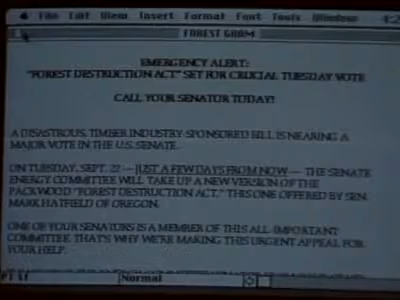 File Edit View Insert Format Font Tools Window
EMERGENCY ALERT:
"FOREST DESTRUCTION ACT" SET FOR CRUCIAL TUESDAY VOTE
CALL YOUR SENATOR TODAY!
A DISASTROUS, TIMBER INDUSTRY-SPONSORED BILL IS NEARING A
MAJOR VOTE IN THE U.S. SENATE.
ON TUESDAY, SEPT. 22 — JUST A FEW DAYS FROM NOW — THE SENATE
ENERGY COMMITTEE WILL TAKE UP A NEW VERSION OF THE
PACKWOOD "FOREST DESTRUCTION ACT," THIS ONE OFFERED BY SEN.
MARK HATFIELD OF OREGON.
ONE OF YOUR SENATORS IS A MEMBER OF THIS ALL-IMPORTANT
COMMITTEE. THAT'S WHY WE'RE MAKING THIS URGENT APPEAL FOR
YOUR HELP.
Normal